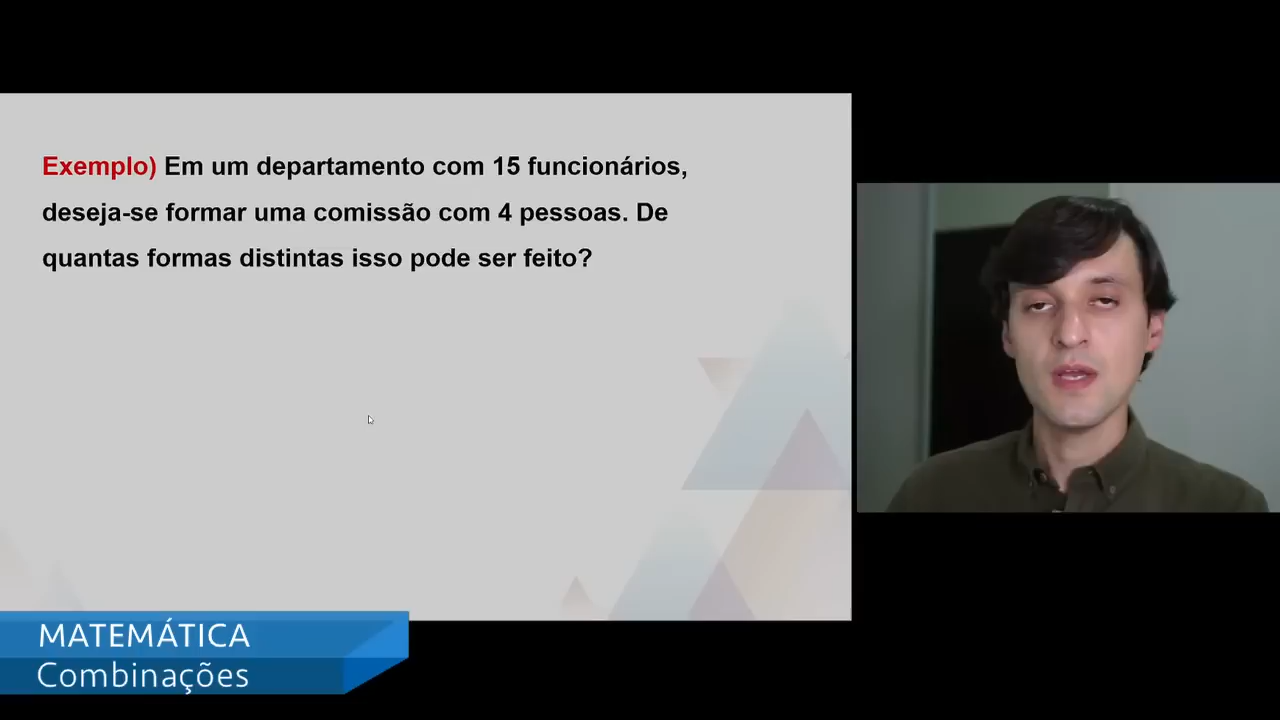 Exemplo) Em um departamento com 15 funcionários,
deseja-se formar uma comissão com 4 pessoas. De
quantas formas distintas isso pode ser feito?
MATEMÁTICA
Combinações